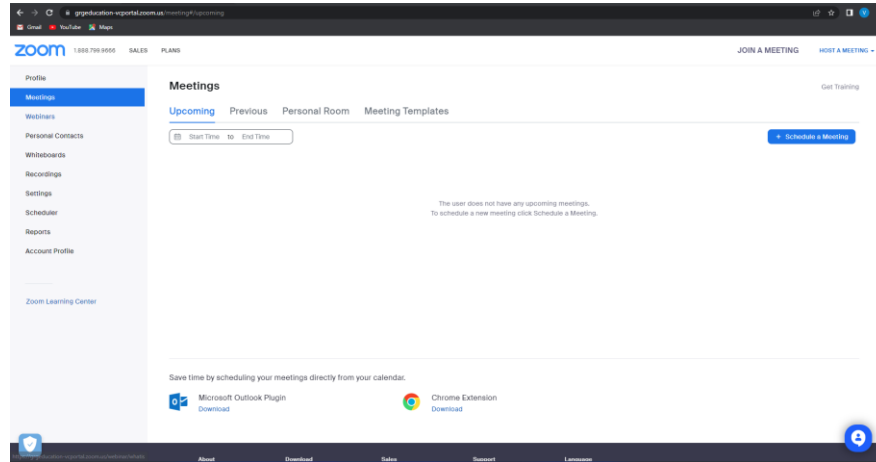 grgeducation-vcportal.zoom.us/meeting#/upcoming
Gmail YouTube Maps
zoom 1.888.799.9666 SALES PLANS JOIN A MEETING HOST A MEETING
Profile
Meetings
Webinars
Personal Contacts
Whiteboards
Recordings
Settings
Scheduler
Reports
Account Profile
Zoom Learning Center
Meetings Get Training
Upcoming Previous Personal Room Meeting Templates
Start Time to End Time + Schedule a Meeting
The user does not have any upcoming meetings.
To schedule a new meeting click Schedule a Meeting.
Save time by scheduling your meetings directly from your calendar.
Microsoft Outlook Plugin
Download
Chrome Extension
Download
About Download Sales Support Language